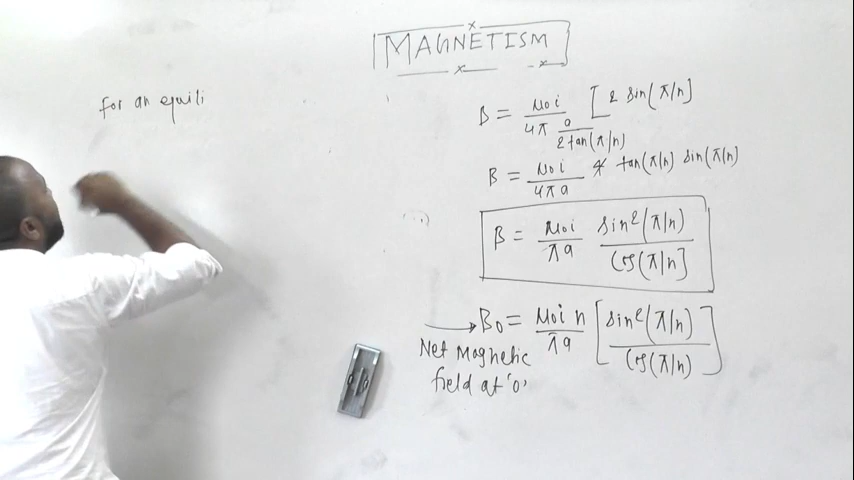 MAGNETISM
For an equili
B = μ0i / 4π a/2tan(π/n) [2 sin(π/n]
B = μ0i / 4πa 4 tan(π/n) sin(π/n)
B = μ0i / πa sin²(π/n) / cos(π/n]
→ B0 = μ0i n / πa [sin²(π/n) / cos(π/n)]
Net Magnetic
field at 'O'